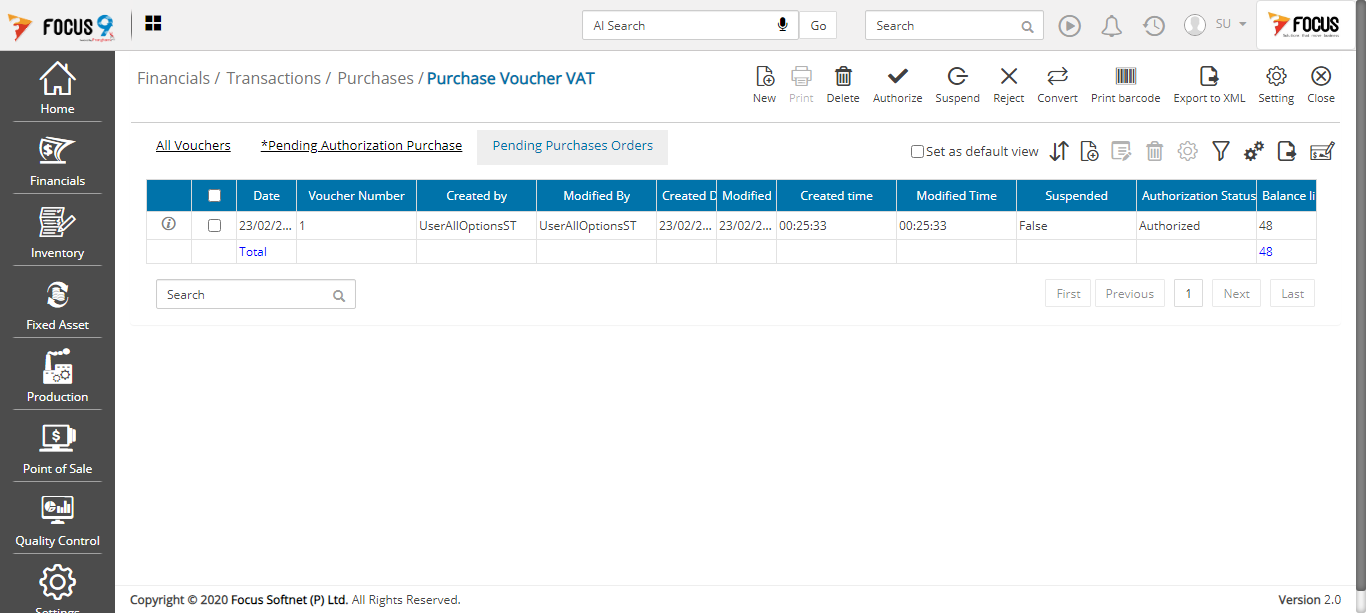 FOCUS 9
AI Search
Go
Search
SU
FOCUS
Home
Financials
Inventory
Fixed Asset
Production
Point of Sale
Quality Control
Settings
Financials / Transactions / Purchases / Purchase Voucher VAT
New Print Delete Authorize Suspend Reject Convert Print barcode Export to XML Setting Close
All Vouchers *Pending Authorization Purchase Pending Purchases Orders
Set as default view
Date Voucher Number Created by Modified By Created D Modified Created time Modified Time Suspended Authorization Status Balance li
23/02/2... 1 UserAllOptionsST UserAllOptionsST 23/02/2... 23/02/2... 00:25:33 00:25:33 False Authorized 48
Total 48
Search
First Previous 1 Next Last
Copyright © 2020 Focus Softnet (P) Ltd. All Rights Reserved.
Version 2.0